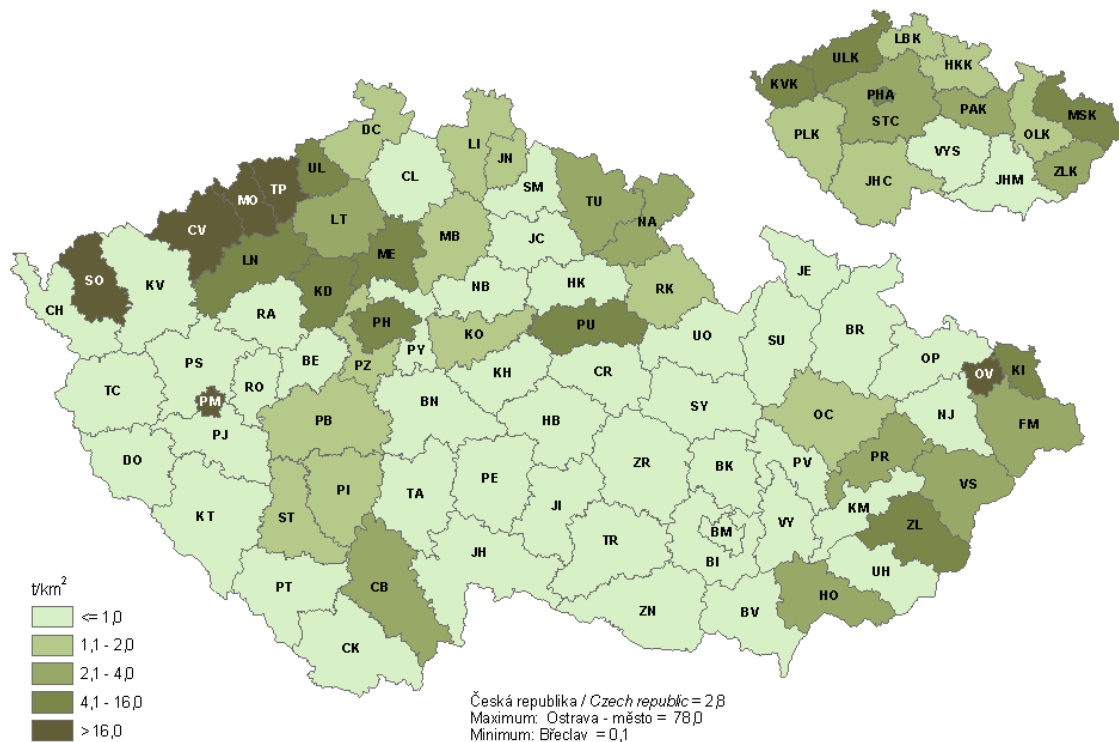 LBK
ULK
HKK
KVK
PHA
PAK
MSK
STC
PLK
OLK
VYS
ZLK
JHC
JHM
DC
LI
JN
UL
CL
TP
SM
MO
TU
LT
NA
CV
MB
JC
ME
LN
JE
SO
KV
KD
NB
HK
RK
CH
RA
PH
PU
BR
KO
UO
SU
OP
PS
BE
PY
PZ
OV
KI
TC
RO
KH
CR
PM
BN
SY
OC
NJ
PB
HB
FM
PJ
DO
PR
ZR
BK
PV
PE
VS
PI
TA
JI
KT
ST
KM
VY
ZL
BM
TR
JH
BI
UH
PT
CB
HO
ZN
BV
CK
t/km²
<= 1,0
1,1 - 2,0
2,1 - 4,0
4,1 - 16,0
> 16,0
Česká republika / Czech republic = 2,8
Maximum: Ostrava - město = 78,0
Minimum: Břeclav = 0,1